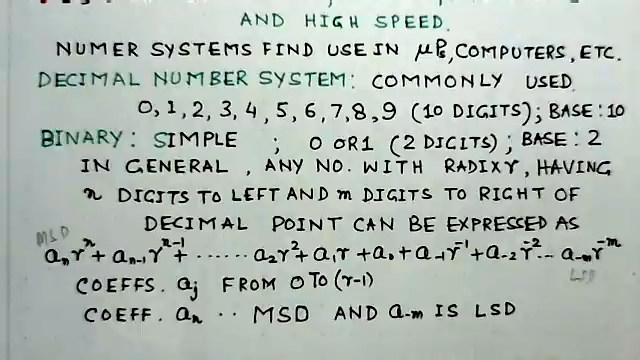 AND HIGH SPEED.
NUMER SYSTEMS FIND USE IN μPs, COMPUTERS, ETC.
DECIMAL NUMBER SYSTEM: COMMONLY USED
0, 1, 2, 3, 4, 5, 6, 7, 8, 9 (10 DIGITS); BASE: 10
BINARY: SIMPLE ; 0 OR 1 (2 DIGITS); BASE: 2
IN GENERAL, ANY NO. WITH RADIX r, HAVING
n DIGITS TO LEFT AND m DIGITS TO RIGHT OF
DECIMAL POINT CAN BE EXPRESSED AS
MSD
aₙrⁿ + aₙ₋₁rⁿ⁻¹ + ...... a₂r² + a₁r + a₀ + a₋₁r⁻¹ + a₋₂r⁻² ... a₋ₘr⁻ᵐ
LSD
COEFFS. aⱼ FROM 0 TO (r-1)
COEFF. aₙ .. MSD AND a₋ₘ IS LSD